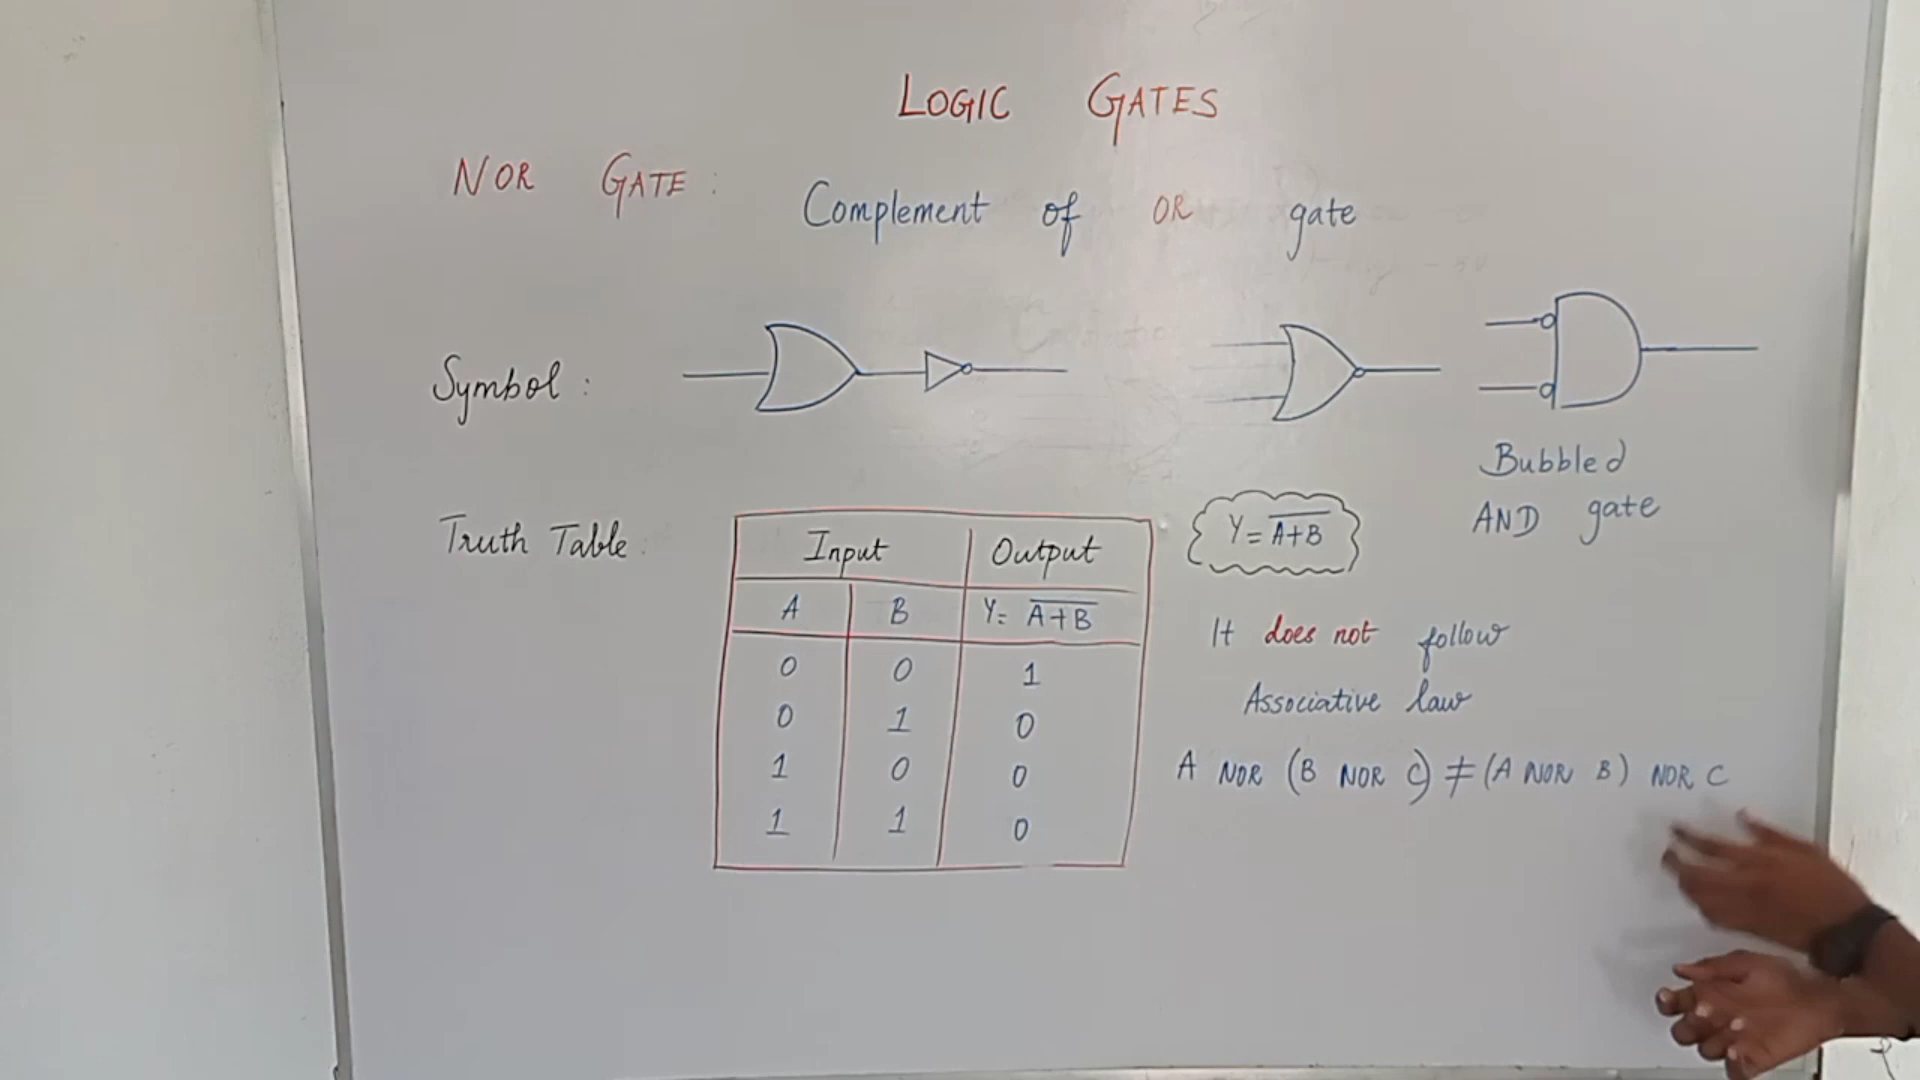 LOGIC GATES
NOR GATE :
Complement of OR gate
Symbol :
Bubbled
AND gate
Truth Table :
Input Output
A B Y = A̅+̅B̅
0 0 1
0 1 0
1 0 0
1 1 0
Y = A̅+̅B̅
It does not follow
Associative law
A NOR (B NOR C) ≠ (A NOR B) NOR C